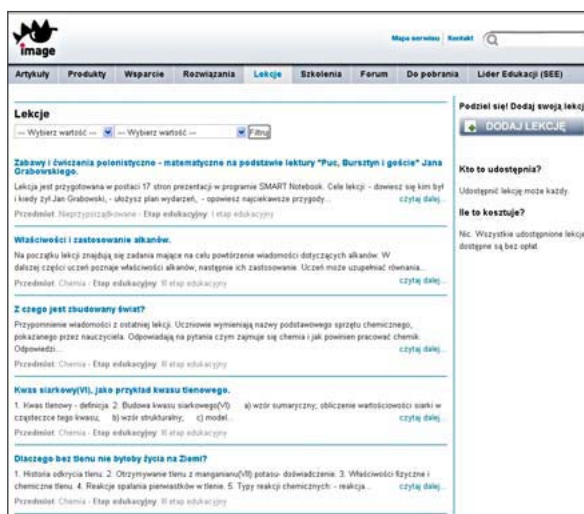 image
Mapa serwisu Kontakt
Artykuły Produkty Wsparcie Rozwiązania Lekcje Szkolenia Forum Do pobrania Lider Edukacji (SEE)
Lekcje
--- Wybierz wartość --- --- Wybierz wartość --- Filtruj
Zabawy i ćwiczenia polonistyczne - matematyczne na podstawie lektury "Puc, Bursztyn i goście" Jana
Grabowskiego.
Lekcja jest przygotowana w postaci 17 stron prezentacji w programie SMART Notebook. Cele lekcji: - dowiesz się kim był
i kiedy żył Jan Grabowski, - ułożysz plan wydarzeń, - opowiesz najciekawsze przygody... czytaj dalej...
Przedmiot: Nieprzyporządkowane - Etap edukacyjny: I etap edukacyjny
Właściwości i zastosowanie alkanów.
Na początku lekcji znajdują się zadania mające na celu powtórzenie wiadomości dotyczących alkanów. W
dalszej części uczeń poznaje właściwości alkanów, następnie ich zastosowanie. Uczeń może uzupełniać równania...
czytaj dalej...
Przedmiot: Chemia - Etap edukacyjny: III etap edukacyjny
Z czego jest zbudowany świat?
Przypomnienie wiadomości z ostatniej lekcji. Uczniowie wymieniają nazwy podstawowego sprzętu chemicznego,
pokazanego przez nauczyciela. Odpowiadają na pytania czym zajmuje się chemia i jak powinien pracować chemik.
Odpowiedzi... czytaj dalej...
Przedmiot: Chemia - Etap edukacyjny: III etap edukacyjny
Kwas siarkowy(VI), jako przykład kwasu tlenowego.
1. Kwas tlenowy - definicja. 2. Budowa kwasu siarkowego(VI) a) wzór sumaryczny; obliczenie wartościowości siarki w
cząsteczce tego kwasu, b) wzór strukturalny; c) model... czytaj dalej...
Przedmiot: Chemia - Etap edukacyjny: III etap edukacyjny
Dlaczego bez tlenu nie byłoby życia na Ziemi?
1. Historia odkrycia tlenu. 2. Otrzymywanie tlenu z manganianu(VII) potasu- doświadczenie. 3. Właściwości fizyczne i
chemiczne tlenu. 4. Reakcje spalania pierwiastków w tlenie. 5. Typy reakcji chemicznych: - reakcja... czytaj dalej...
Przedmiot: Chemia - Etap edukacyjny: III etap edukacyjny
Podziel się! Dodaj swoją lekcj
DODAJ LEKCJĘ
Kto to udostępnia?
Udostępnić lekcję może każdy.
Ile to kosztuje?
Nic. Wszystkie udostępnione lekcje
dostępne są bez opłat.